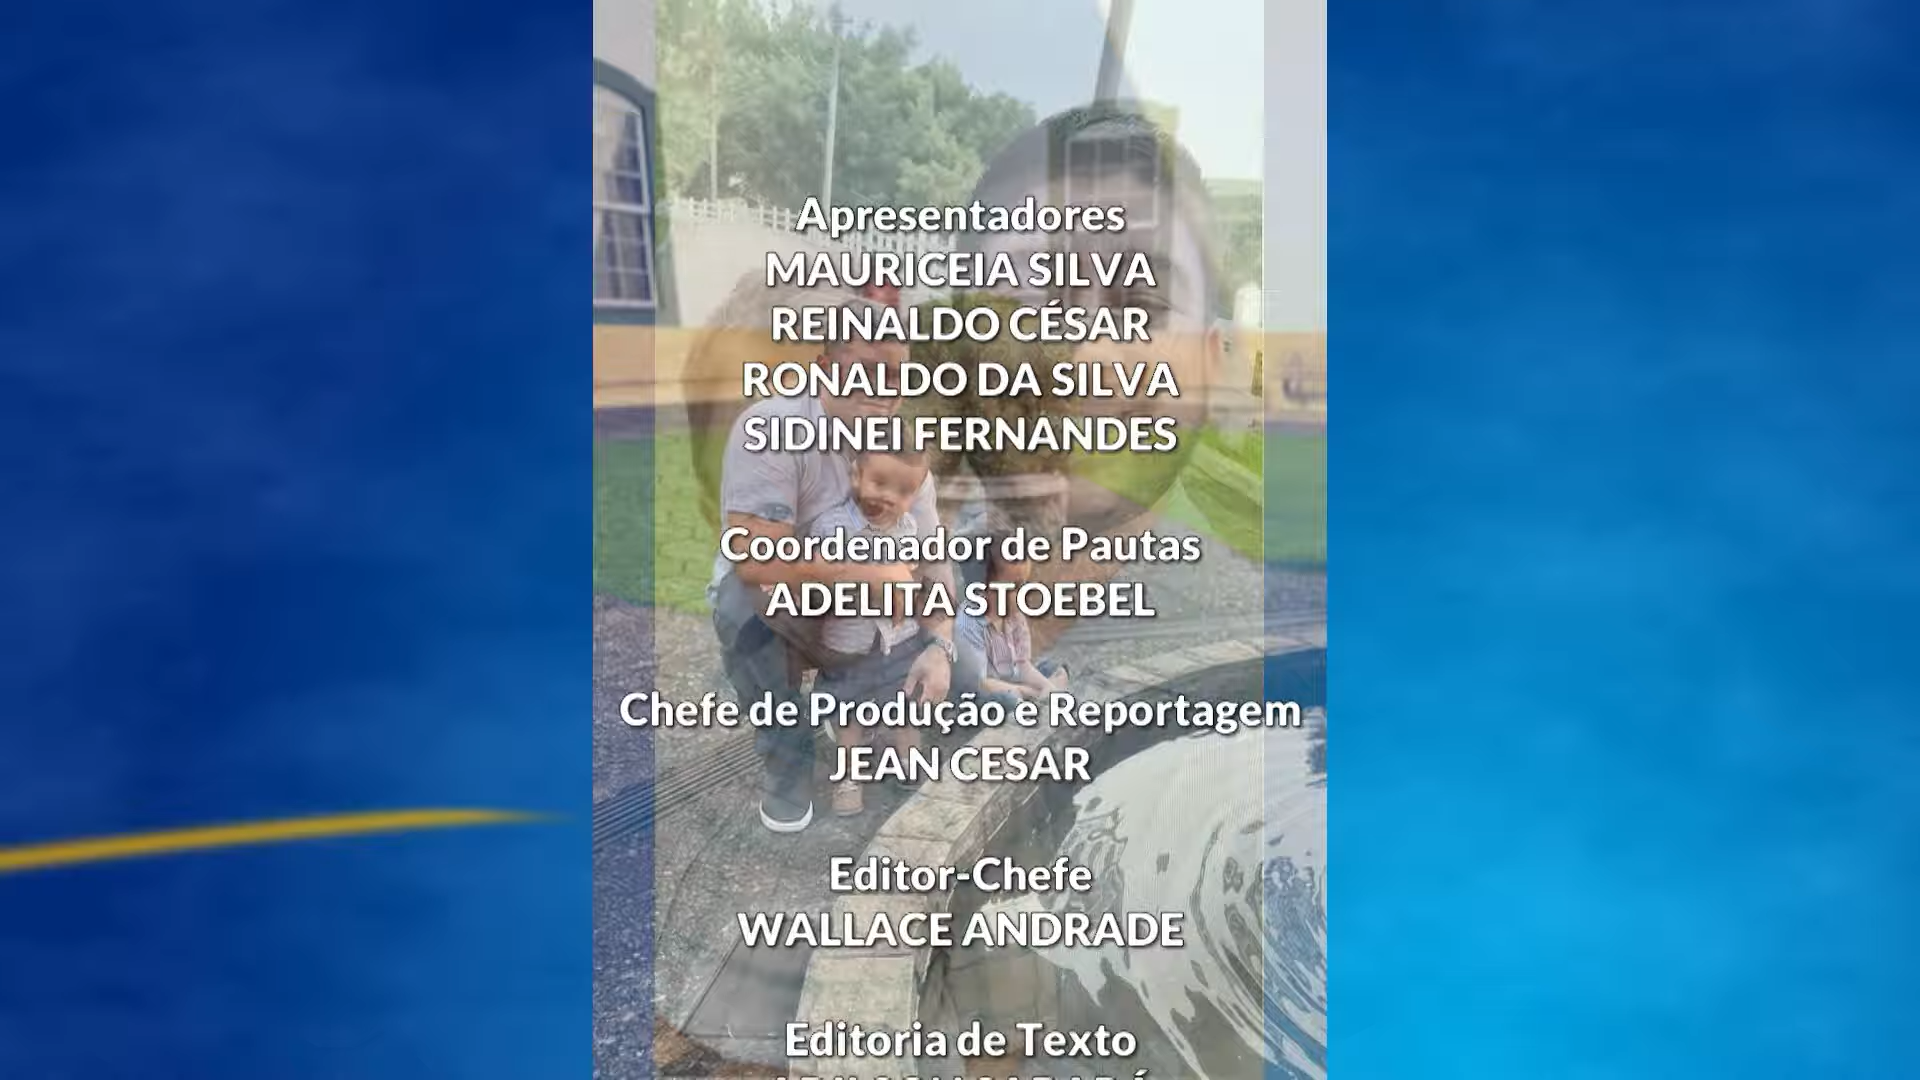 Apresentadores
MAURICEIA SILVA
REINALDO CÉSAR
RONALDO DA SILVA
SIDINEI FERNANDES
Coordenador de Pautas
ADELITA STOEBEL
Chefe de Produção e Reportagem
JEAN CESAR
Editor-Chefe
WALLACE ANDRADE
Editoria de Texto